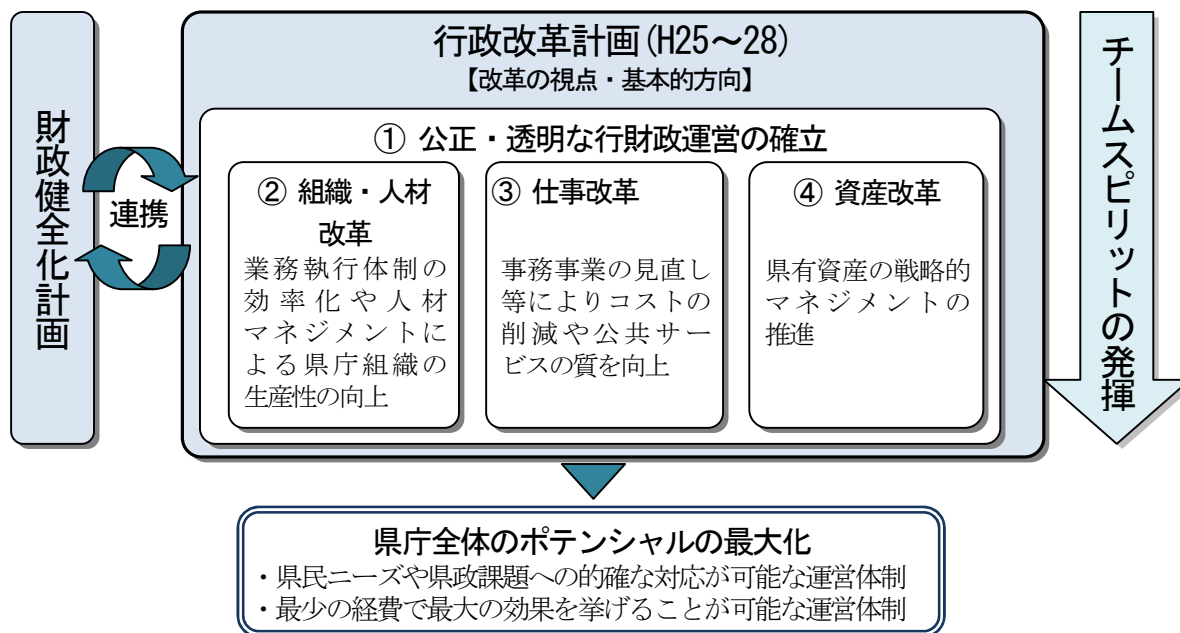 行政改革計画(H25～28)
【改革の視点・基本的方向】
財政健全化計画
連携
① 公正・透明な行財政運営の確立
② 組織・人材
改革
業務執行体制の
効率化や人材
マネジメントに
よる県庁組織の
生産性の向上
③ 仕事改革
事務事業の見直し
等によりコストの
削減や公共サー
ビスの質を向上
④ 資産改革
県有資産の戦略的
マネジメントの
推進
チームスピリットの発揮
県庁全体のポテンシャルの最大化
・県民ニーズや県政課題への的確な対応が可能な運営体制
・最少の経費で最大の効果を挙げることが可能な運営体制